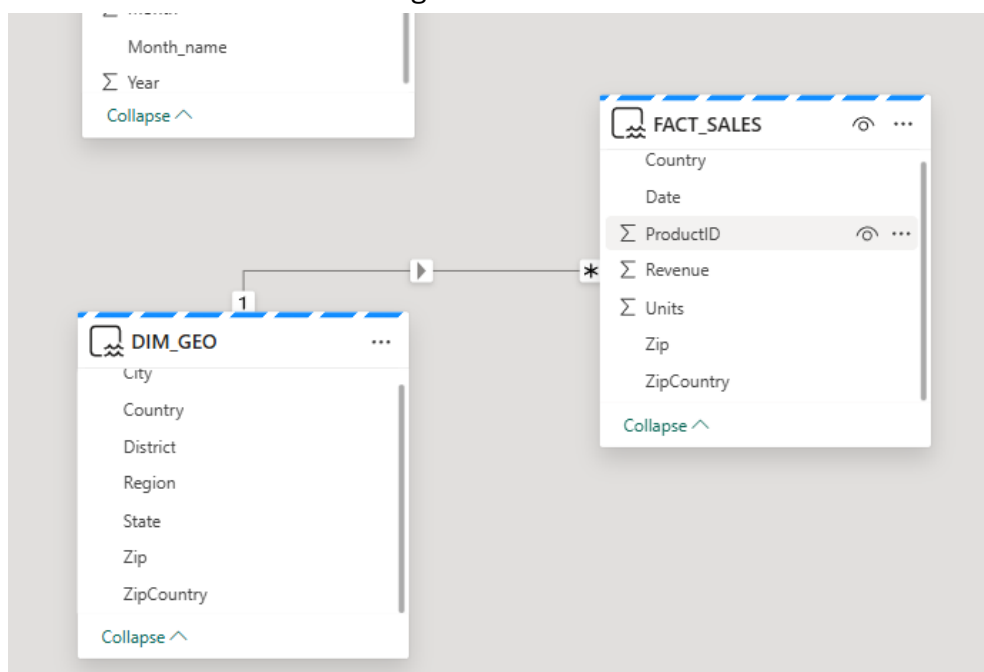 Month_name
Σ Year
Collapse
FACT_SALES
Country
Date
Σ ProductID
Σ Revenue
Σ Units
Zip
ZipCountry
Collapse
1
*
DIM_GEO
City
Country
District
Region
State
Zip
ZipCountry
Collapse